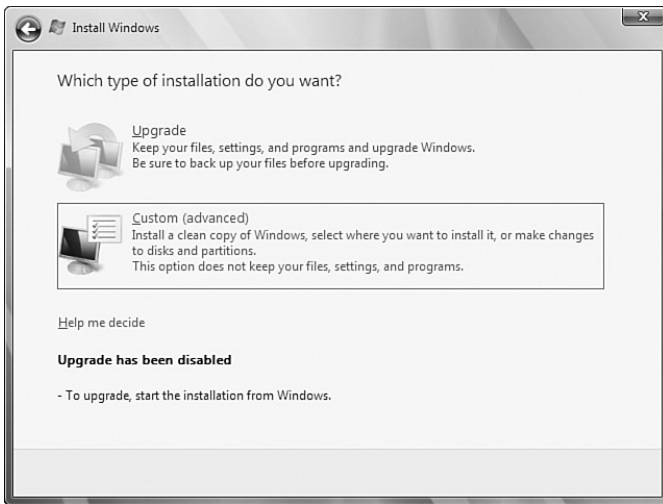 Install Windows
Which type of installation do you want?
Upgrade
Keep your files, settings, and programs and upgrade Windows.
Be sure to back up your files before upgrading.
Custom (advanced)
Install a clean copy of Windows, select where you want to install it, or make changes
to disks and partitions.
This option does not keep your files, settings, and programs.
Help me decide
Upgrade has been disabled
- To upgrade, start the installation from Windows.